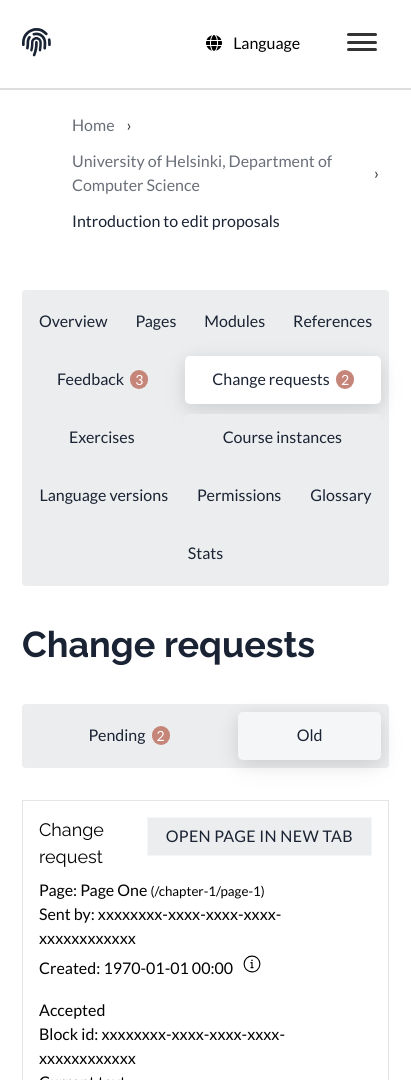 Language
Home ›
University of Helsinki, Department of
Computer Science ›
Introduction to edit proposals
Overview Pages Modules References
Feedback 3 Change requests 2
Exercises Course instances
Language versions Permissions Glossary
Stats
Change requests
Pending 2 Old
Change
request
OPEN PAGE IN NEW TAB
Page: Page One (/chapter-1/page-1)
Sent by: xxxxxxxx-xxxx-xxxx-xxxx-
xxxxxxxxxxxx
Created: 1970-01-01 00:00
Accepted
Block id: xxxxxxxx-xxxx-xxxx-xxxx-
xxxxxxxxxxxx